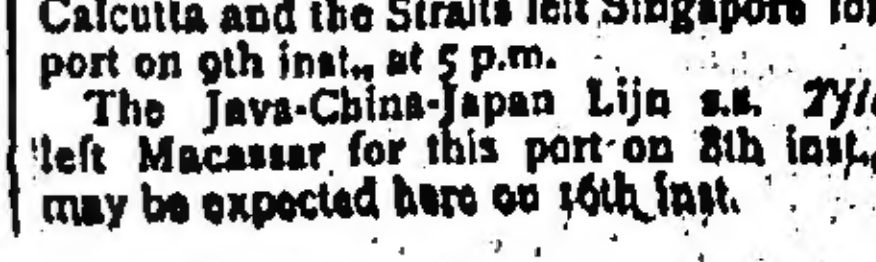 Calcutta and the Straits left Singapore for
port on 9th inst., at 5 p.m.
The Java-China-Japan Lijn s.s.
left Macassar for this port on 8th inst.,
may be expected here on 16th inst.